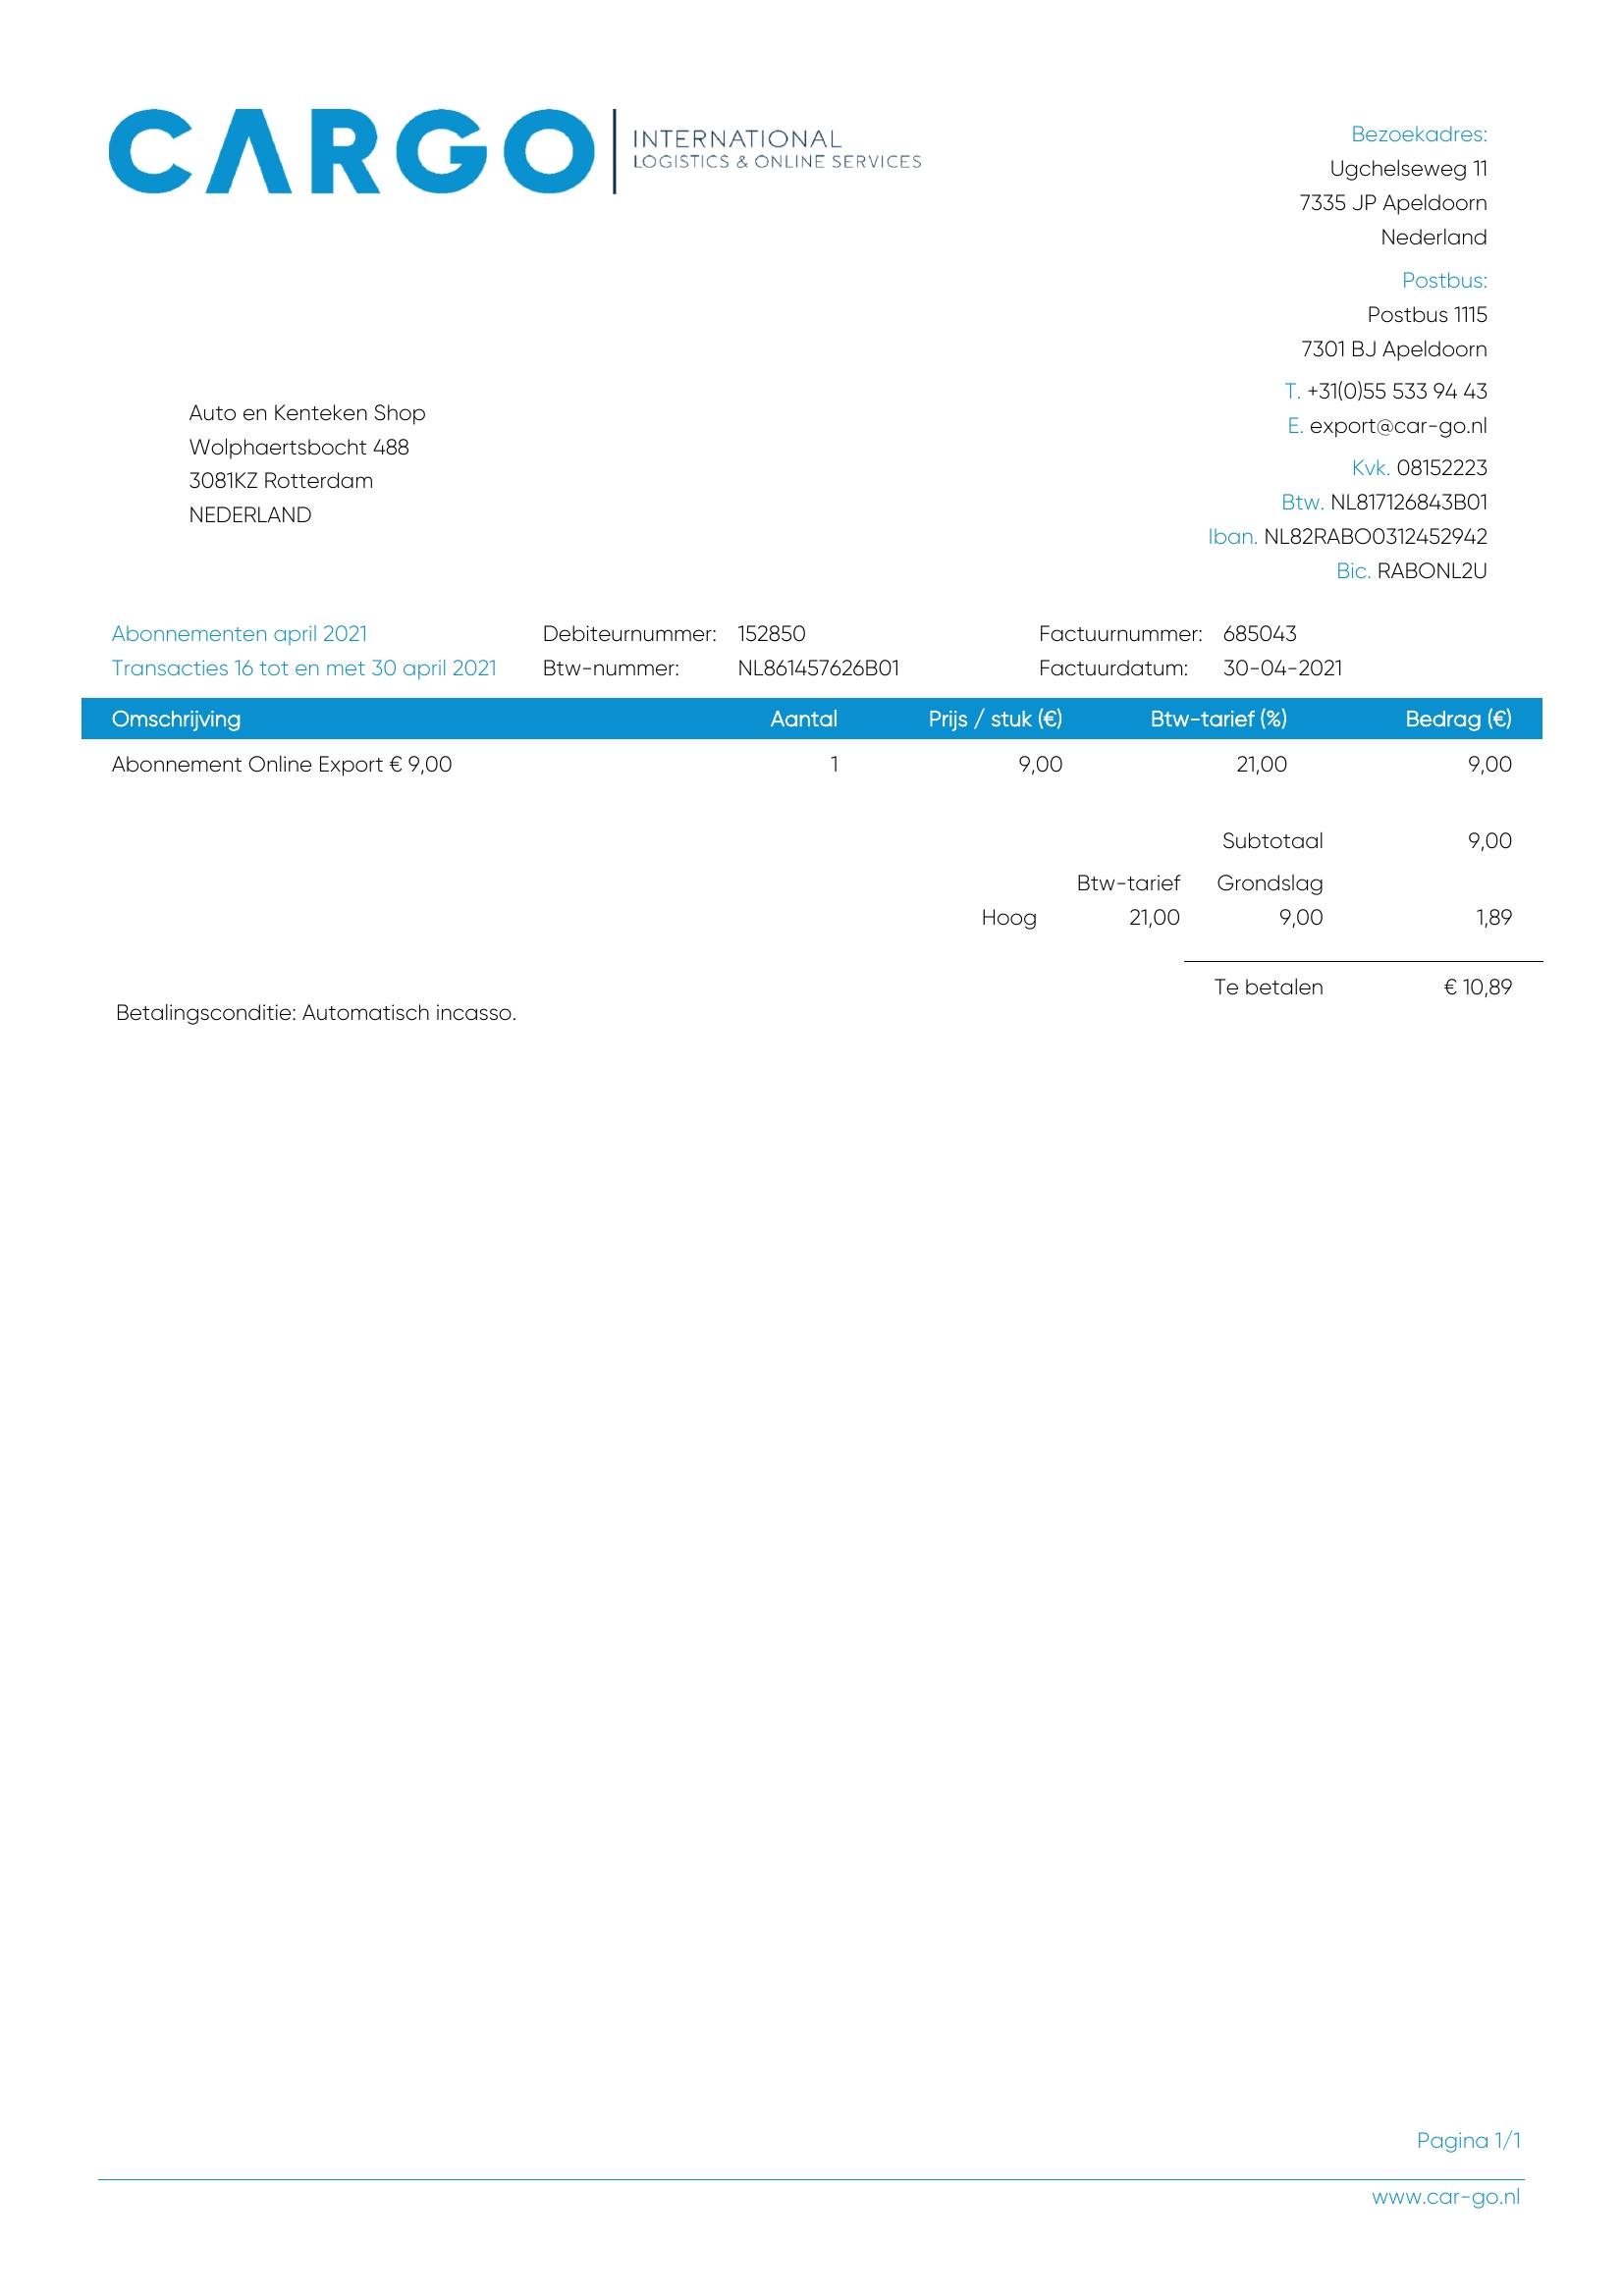 CARGO
INTERNATIONAL
LOGISTICS & ONLINE SERVICES
Bezoekadres:
Ugchelseweg 11
7335 JP Apeldoorn
Nederland
Postbus:
Postbus 1115
7301 BJ Apeldoorn
T. +31(0)55 533 94 43
E. export@car-go.nl
Kvk. 08152223
Btw. NL817126843B01
Iban. NL82RABO0312452942
Bic. RABONL2U
Auto en Kenteken Shop
Wolphaertsbocht 488
3081KZ Rotterdam
NEDERLAND
Abonnementen april 2021 Debiteurnummer: 152850 Factuurnummer: 685043
Transacties 16 tot en met 30 april 2021 Btw-nummer: NL861457626B01 Factuurdatum: 30-04-2021
Omschrijving Aantal Prijs / stuk (€) Btw-tarief (%) Bedrag (€)
Abonnement Online Export € 9,00 1 9,00 21,00 9,00
Subtotaal 9,00
Btw-tarief Grondslag
Hoog 21,00 9,00 1,89
Te betalen € 10,89
Betalingsconditie: Automatisch incasso.
Pagina 1/1
www.car-go.nl